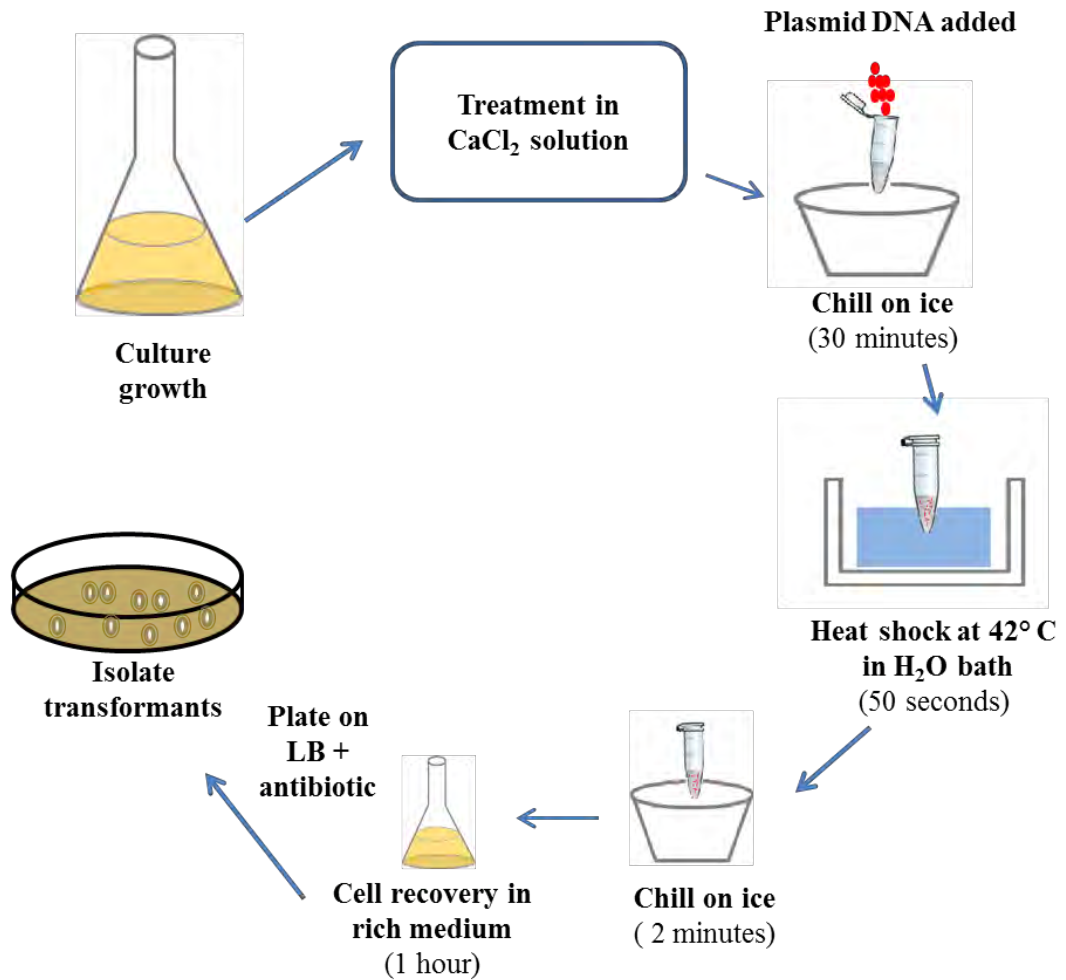 Culture
growth
Treatment in
CaCl₂ solution
Plasmid DNA added
Chill on ice
(30 minutes)
Heat shock at 42° C
in H₂O bath
(50 seconds)
Chill on ice
( 2 minutes)
Cell recovery in
rich medium
(1 hour)
Plate on
LB +
antibiotic
Isolate
transformants